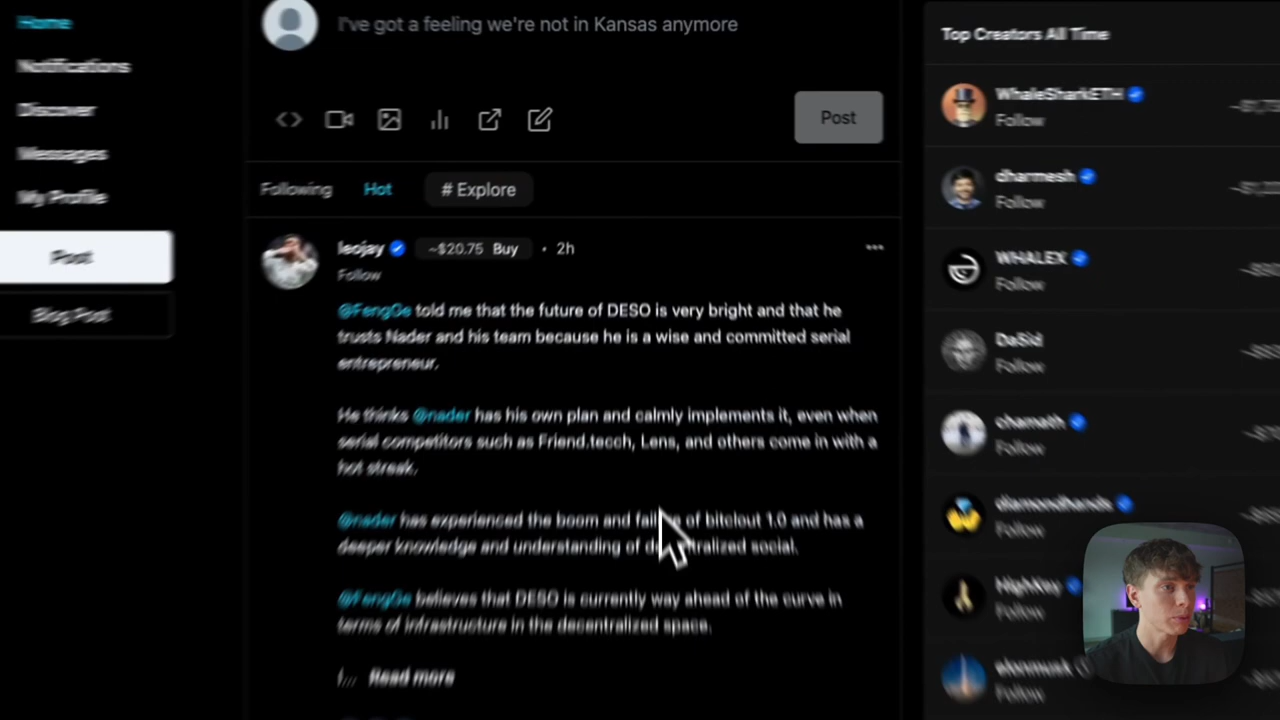 Home
Notifications
Discover
Messages
My Profile
Post
Blog Post
I've got a feeling we're not in Kansas anymore
Post
Following Hot # Explore
leojay ~$20.75 Buy · 2h
Follow
@FengGe told me that the future of DESO is very bright and that he
trusts Nader and his team because he is a wise and committed serial
entrepreneur.
He thinks @nader has his own plan and calmly implements it, even when
serial competitors such as Friend.tecch, Lens, and others come in with a
hot streak.
@nader has experienced the boom and of bitclout 1.0 and has a
deeper knowledge and understanding of decentralized social.
@FengGe believes that DESO is currently way ahead of the curve in
terms of infrastructure in the decentralized space.
Read more
Top Creators All Time
WhaleSharkETH
Follow
dharmesh
Follow
WHALEX
Follow
DaSid
Follow
chamath
Follow
diamondhands
Follow
HighKey
Follow
elonmusk
Follow